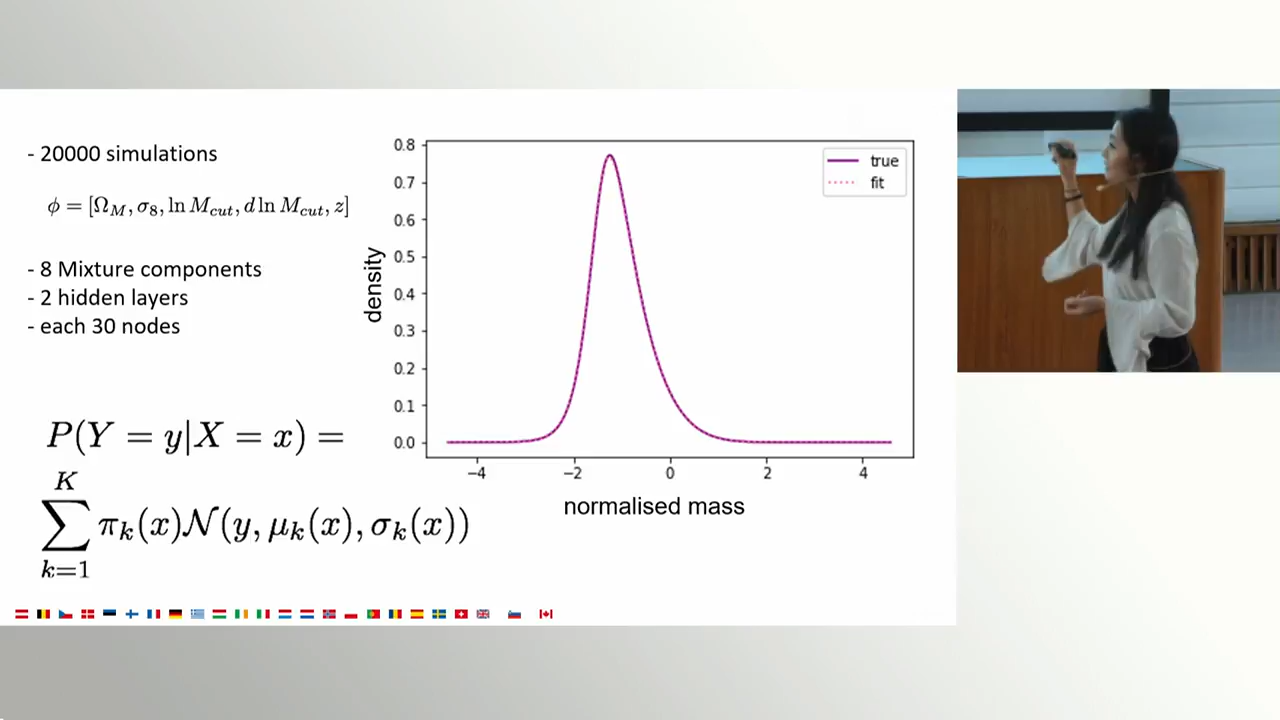 - 20000 simulations
ϕ = [Ω_M, σ_8, ln M_cut, d ln M_cut, z]
- 8 Mixture components
- 2 hidden layers
- each 30 nodes
P(Y = y|X = x) =
K
∑ π_k(x)𝒩(y, μ_k(x), σ_k(x))
k=1
density
0.8
0.7
0.6
0.5
0.4
0.3
0.2
0.1
0.0
−4 −2 0 2 4
normalised mass
true
fit